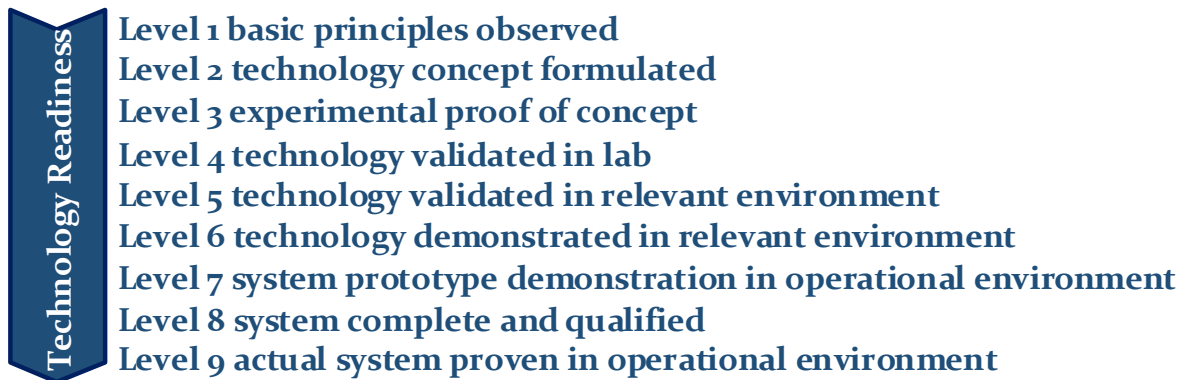 Technology Readiness
Level 1 basic principles observed
Level 2 technology concept formulated
Level 3 experimental proof of concept
Level 4 technology validated in lab
Level 5 technology validated in relevant environment
Level 6 technology demonstrated in relevant environment
Level 7 system prototype demonstration in operational environment
Level 8 system complete and qualified
Level 9 actual system proven in operational environment